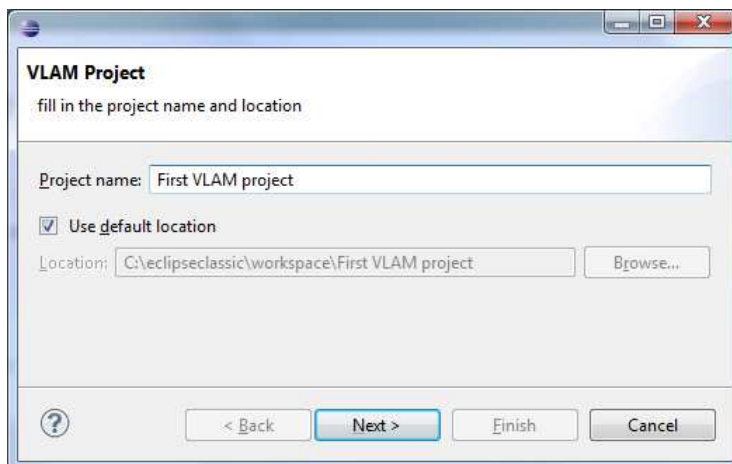 VLAM Project
fill in the project name and location
Project name: First VLAM project
Use default location
Location: C:\eclipseclassic\workspace\First VLAM project Browse...
? < Back Next > Finish Cancel